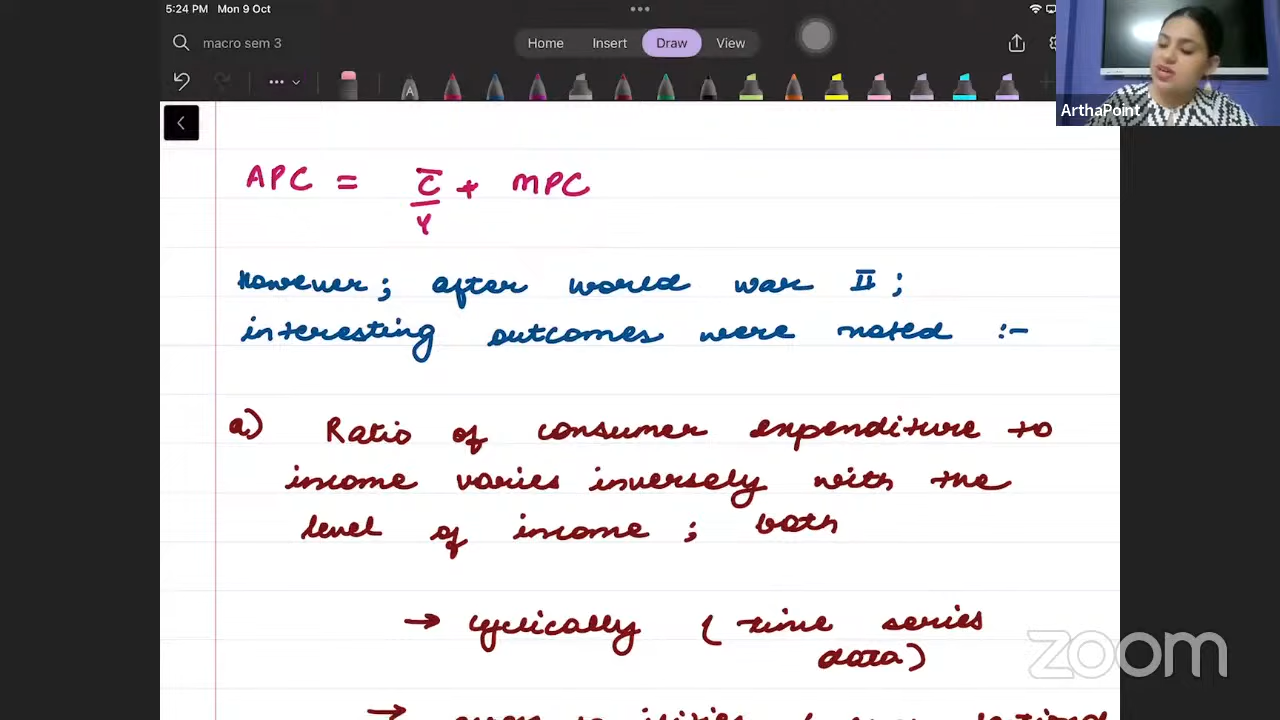 5:24 PM Mon 9 Oct
macro sem 3
Home Insert Draw View
ArthaPoint
A
APC = C̅ + MPC
Y
However; after world war II;
interesting outcomes were noted :-
a) Ratio of consumer expenditure to
income varies inversely with the
level of income; both
→ cyclically (time series
data)
zoom
→